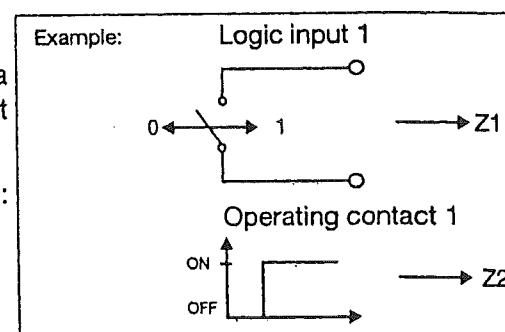 Example:
Logic input 1
a
t
0 1 Z1
:
Operating contact 1
ON
Z2
OFF